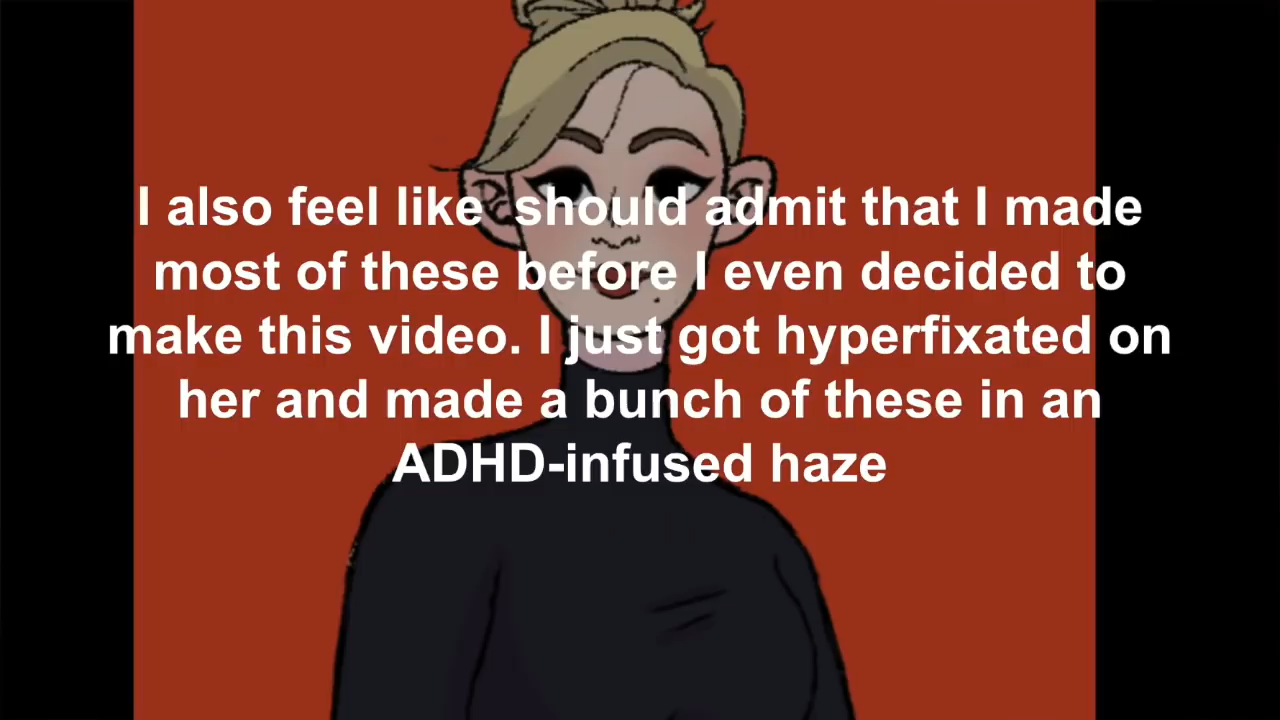 I also feel like  should admit that I made
most of these before I even decided to
make this video. I just got hyperfixated on
her and made a bunch of these in an
ADHD-infused haze